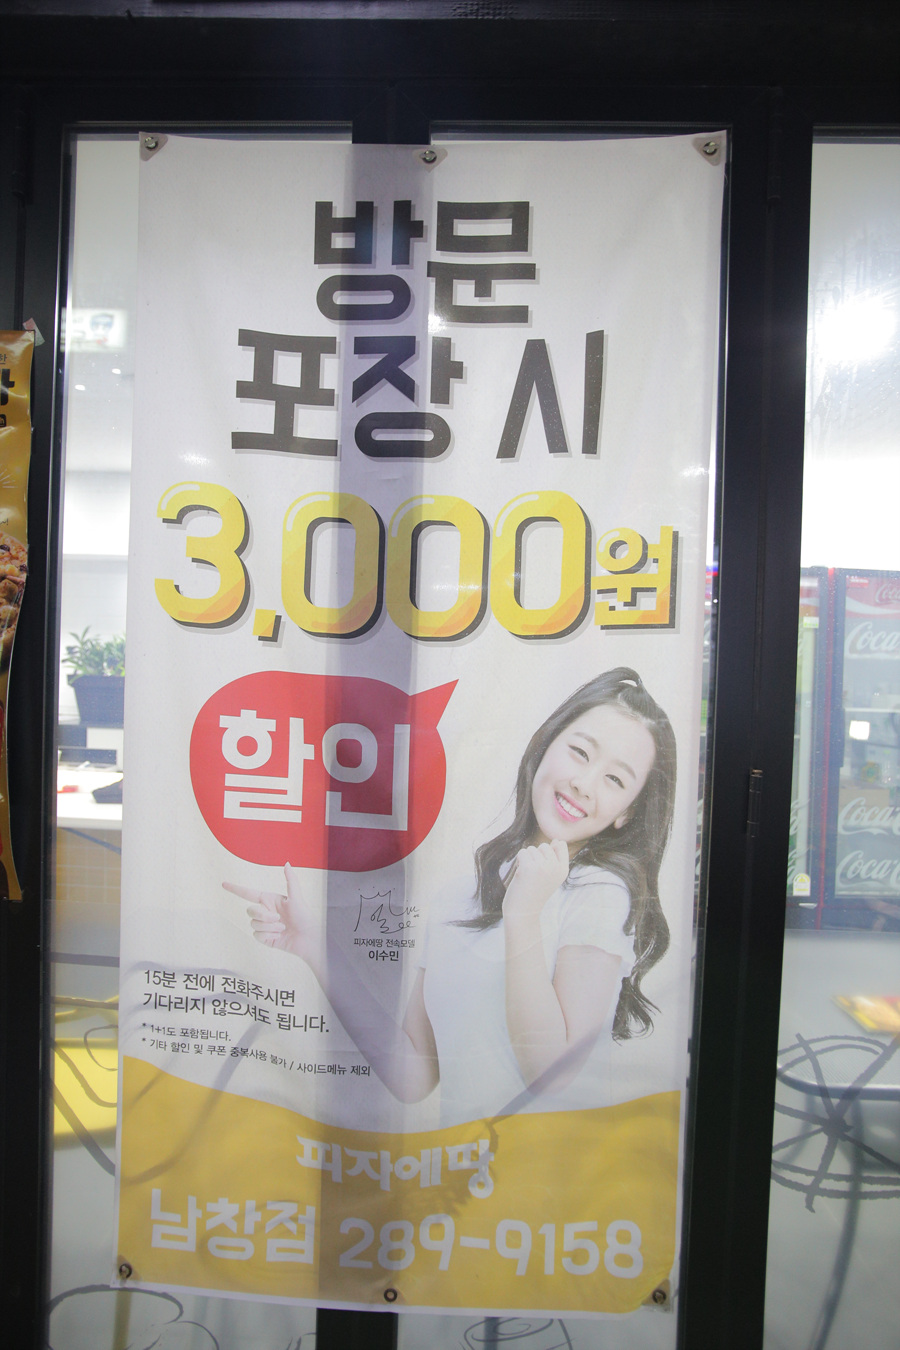 방문
포장 시
3,000원
할인
피자에땅 전속모델
이수민
15분 전에 전화주시면
기다리지 않으셔도 됩니다.
* 1+1도 포함됩니다.
* 기타 할인 및 쿠폰 중복사용 불가 / 사이드메뉴 제외
피자에땅
남창점 289-9158
Coca
Coca
Coca